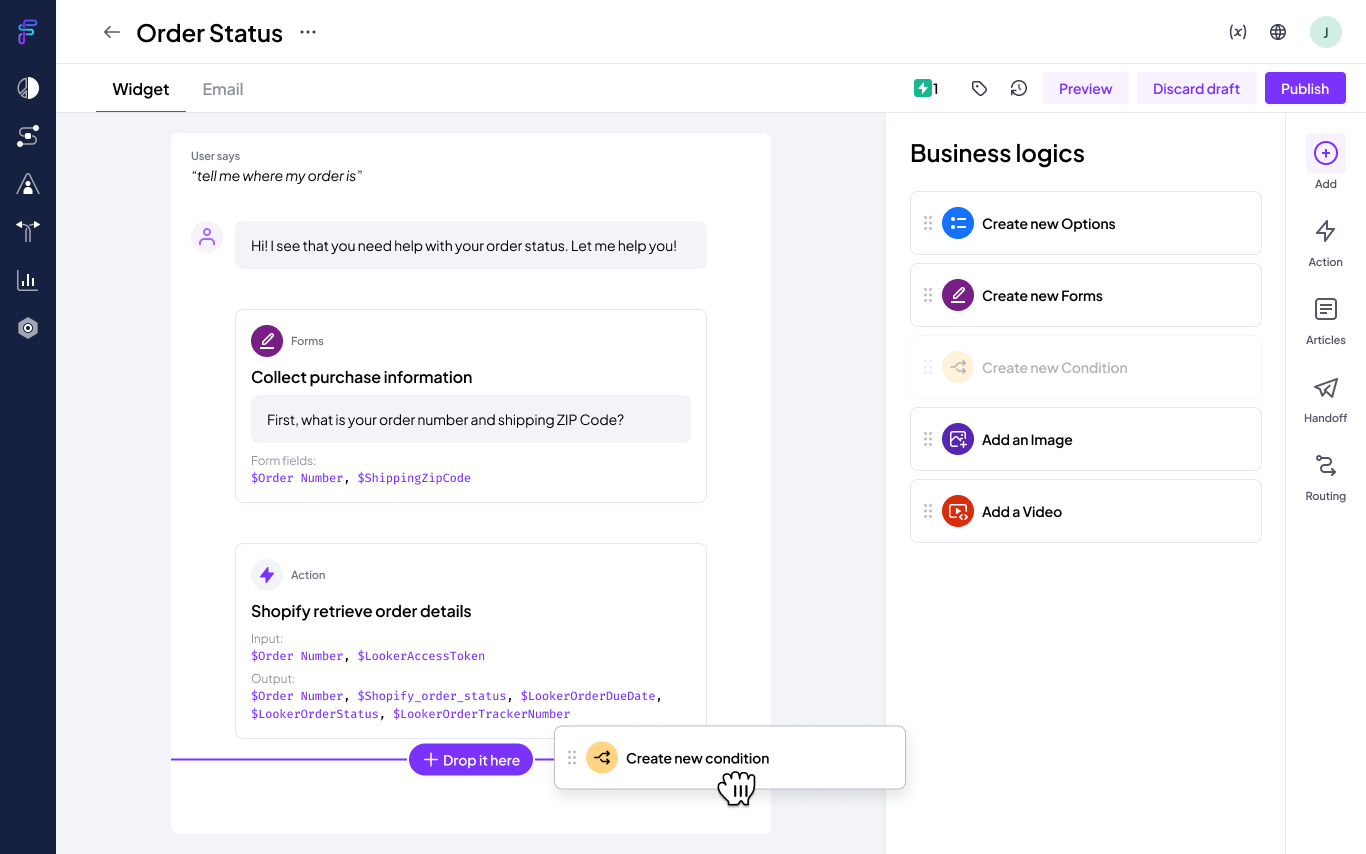 Order Status
(x)
J
Widget
Email
1
Preview
Discard draft
Publish
User says
“tell me where my order is”
Hi! I see that you need help with your order status. Let me help you!
Forms
Collect purchase information
First, what is your order number and shipping ZIP Code?
Form fields:
$Order Number, $ShippingZipCode
Action
Shopify retrieve order details
Input:
$Order Number, $LookerAccessToken
Output:
$Order Number, $Shopify_order_status, $LookerOrderDueDate,
$LookerOrderStatus, $LookerOrderTrackerNumber
Drop it here
Create new condition
Business logics
Create new Options
Create new Forms
Create new Condition
Add an Image
Add a Video
Add
Action
Articles
Handoff
Routing